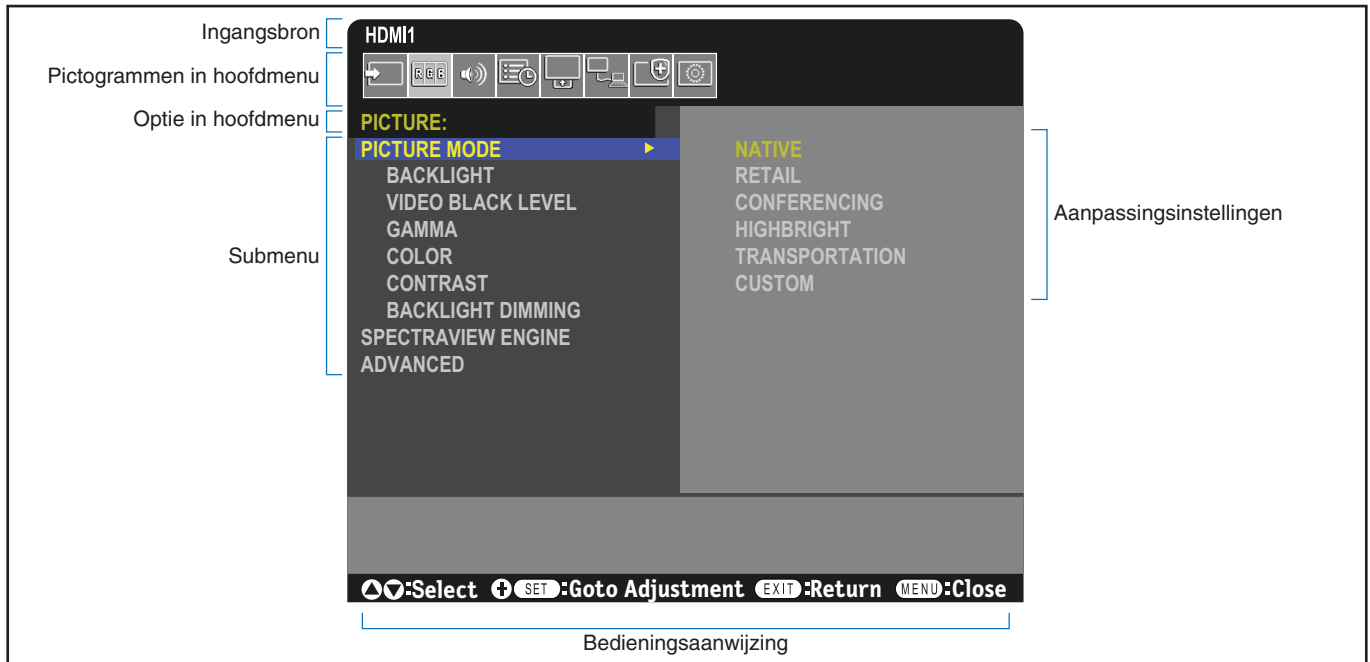 Ingangsbron
HDMI1
Pictogrammen in hoofdmenu
RGB
Optie in hoofdmenu
PICTURE:
Submenu
PICTURE MODE
BACKLIGHT
VIDEO BLACK LEVEL
GAMMA
COLOR
CONTRAST
BACKLIGHT DIMMING
SPECTRAVIEW ENGINE
ADVANCED
NATIVE
RETAIL
CONFERENCING
HIGHBRIGHT
TRANSPORTATION
CUSTOM
Aanpassingsinstellingen
:Select SET:Goto Adjustment EXIT:Return MENU:Close
Bedieningsaanwijzing